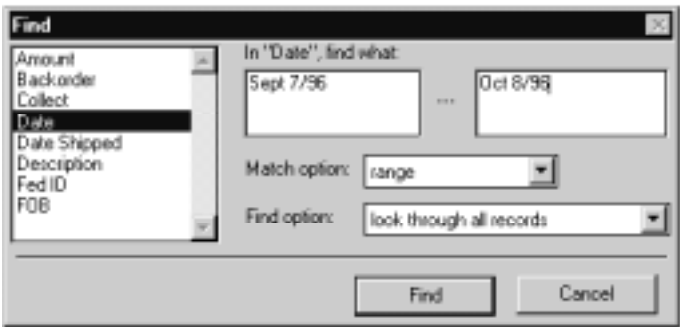 Find
Amount
Backorder
Collect
Date
Date Shipped
Description
Fed ID
FOB
In "Date", find what:
Sept 7/96 ... Oct 8/96
Match option: range
Find option: look through all records
Find Cancel